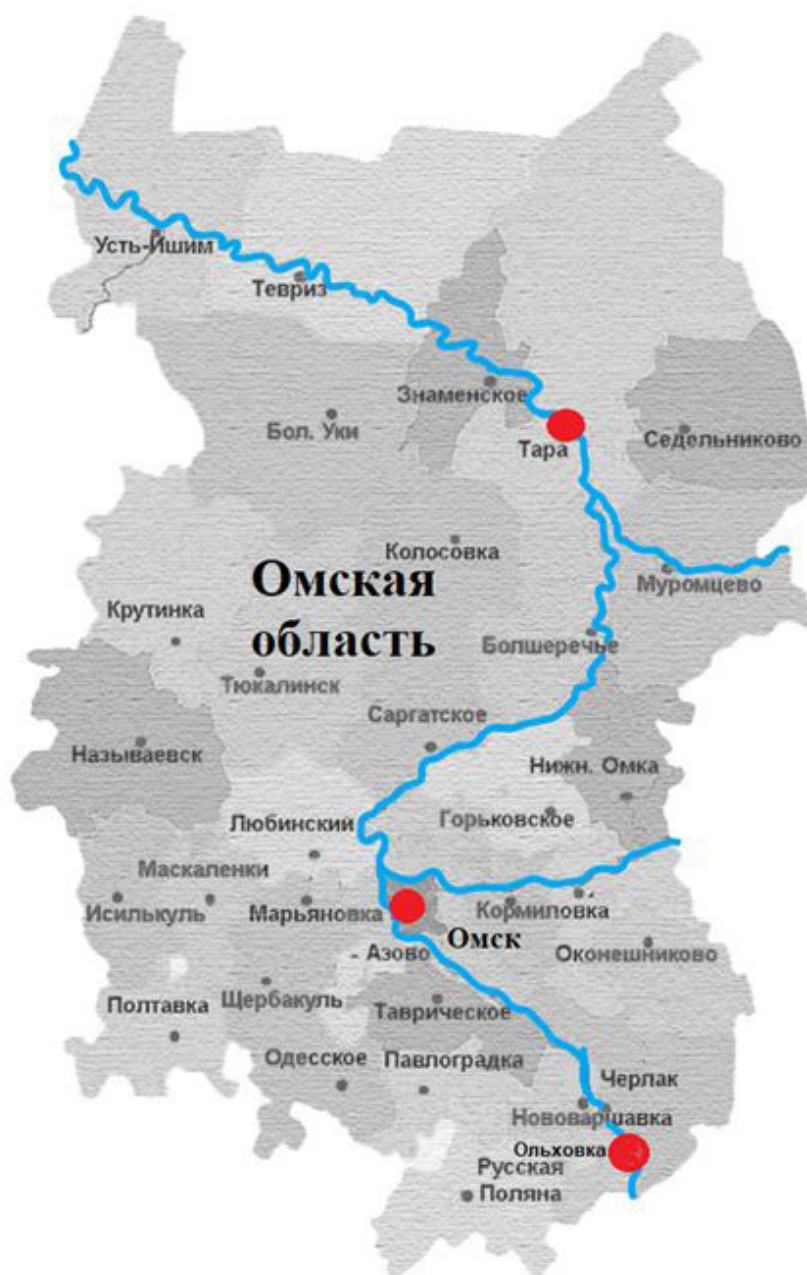 Усть-Ишим
Тевриз
Знаменское
Бол. Уки
Тара
Седельниково
Колосовка
Омская
область
Муромцево
Крутинка
Болшеречье
Тюкалинск
Саргатское
Называевск
Нижн. Омка
Любинский
Горьковское
Маскаленки
Исилькуль
Марьяновка
Кормиловка
Омск
Азово
Оконешниково
Полтавка
Щербакуль
Таврическое
Одесское
Павлоградка
Черлак
Нововаршавка
Ольховка
Русская
Поляна